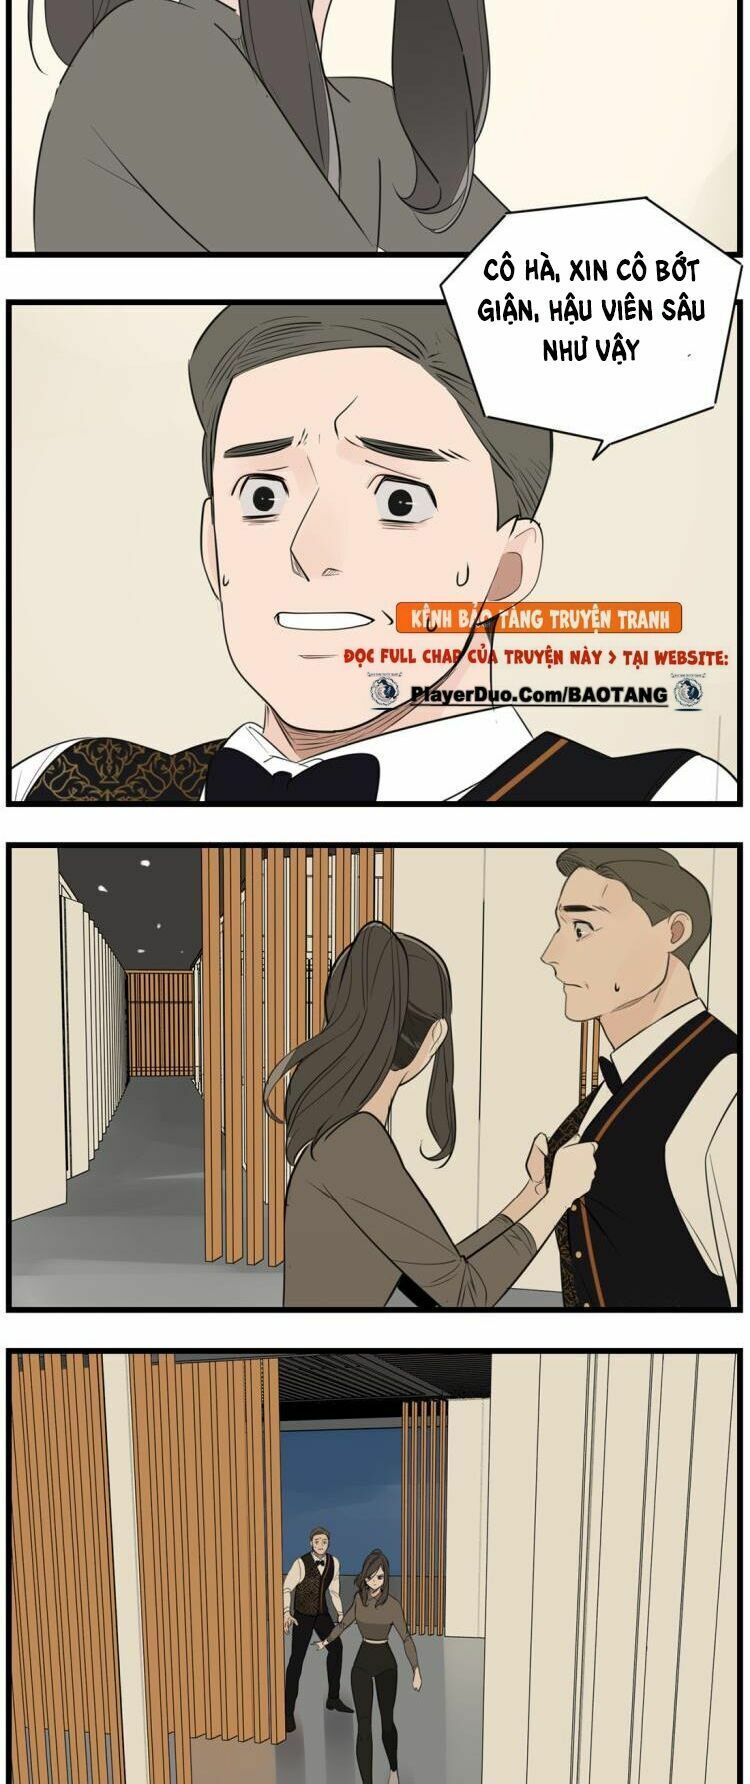 CÔ HÀ, XIN CÔ BỚT
GIẬN, HẬU VIÊN SÂU
NHƯ VẬY
KÊNH BẢO TÀNG TRUYỆN TRANH
ĐỌC FULL CHAP CỦA TRUYỆN NÀY > TẠI WEBSITE:
PlayerDuo.Com/BAOTANG